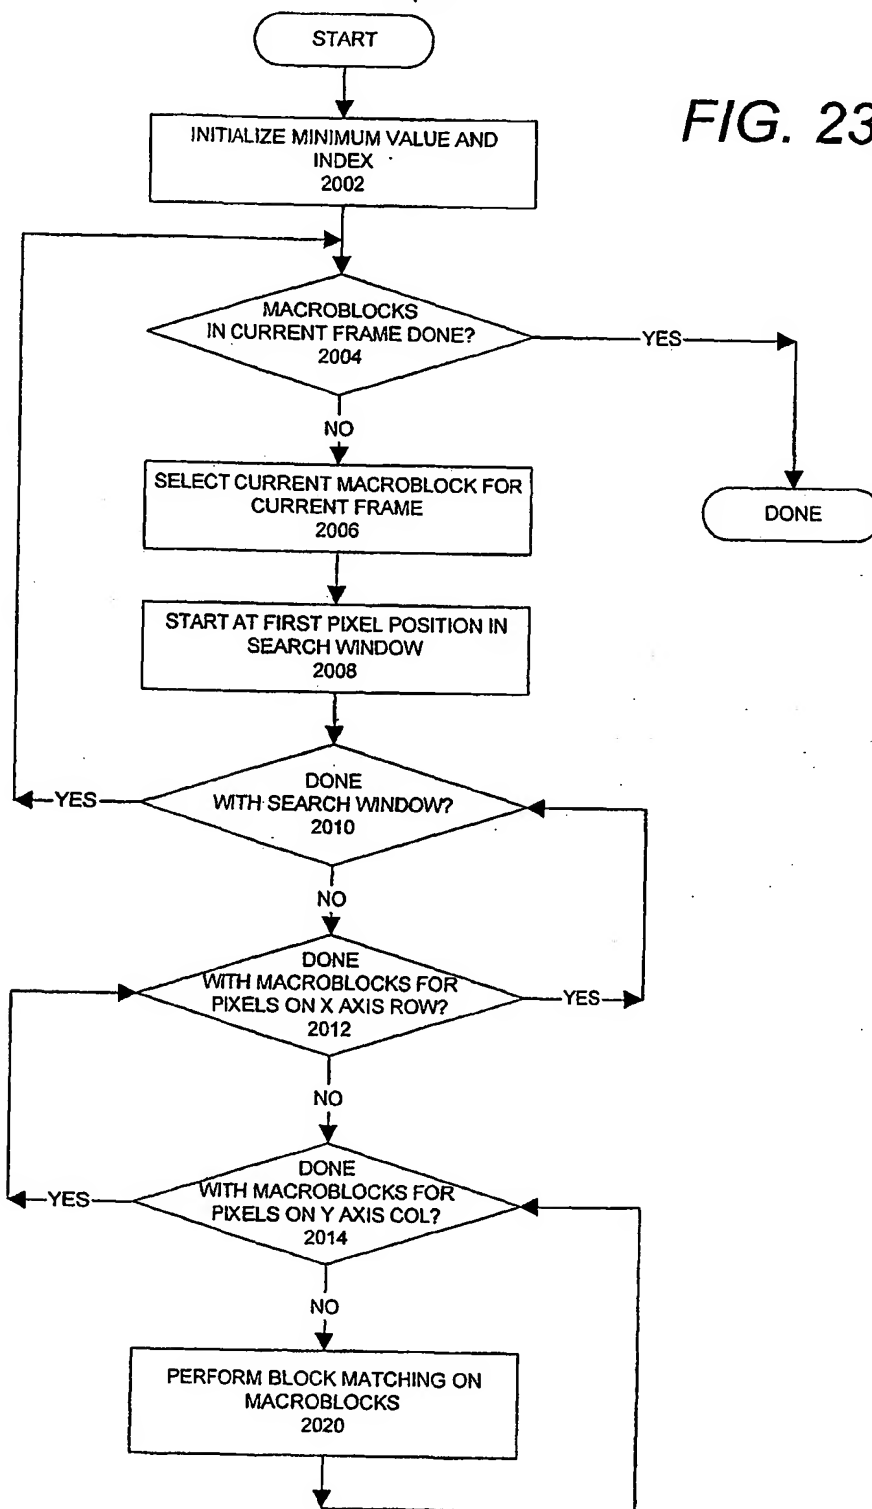 START
FIG. 23
INITIALIZE MINIMUM VALUE AND
INDEX
2002
MACROBLOCKS
IN CURRENT FRAME DONE?
2004
YES
NO
SELECT CURRENT MACROBLOCK FOR
CURRENT FRAME
2006
DONE
START AT FIRST PIXEL POSITION IN
SEARCH WINDOW
2008
DONE
WITH SEARCH WINDOW?
2010
YES
NO
DONE
WITH MACROBLOCKS FOR
PIXELS ON X AXIS ROW?
2012
YES
NO
DONE
WITH MACROBLOCKS FOR
PIXELS ON Y AXIS COL?
2014
YES
NO
PERFORM BLOCK MATCHING ON
MACROBLOCKS
2020